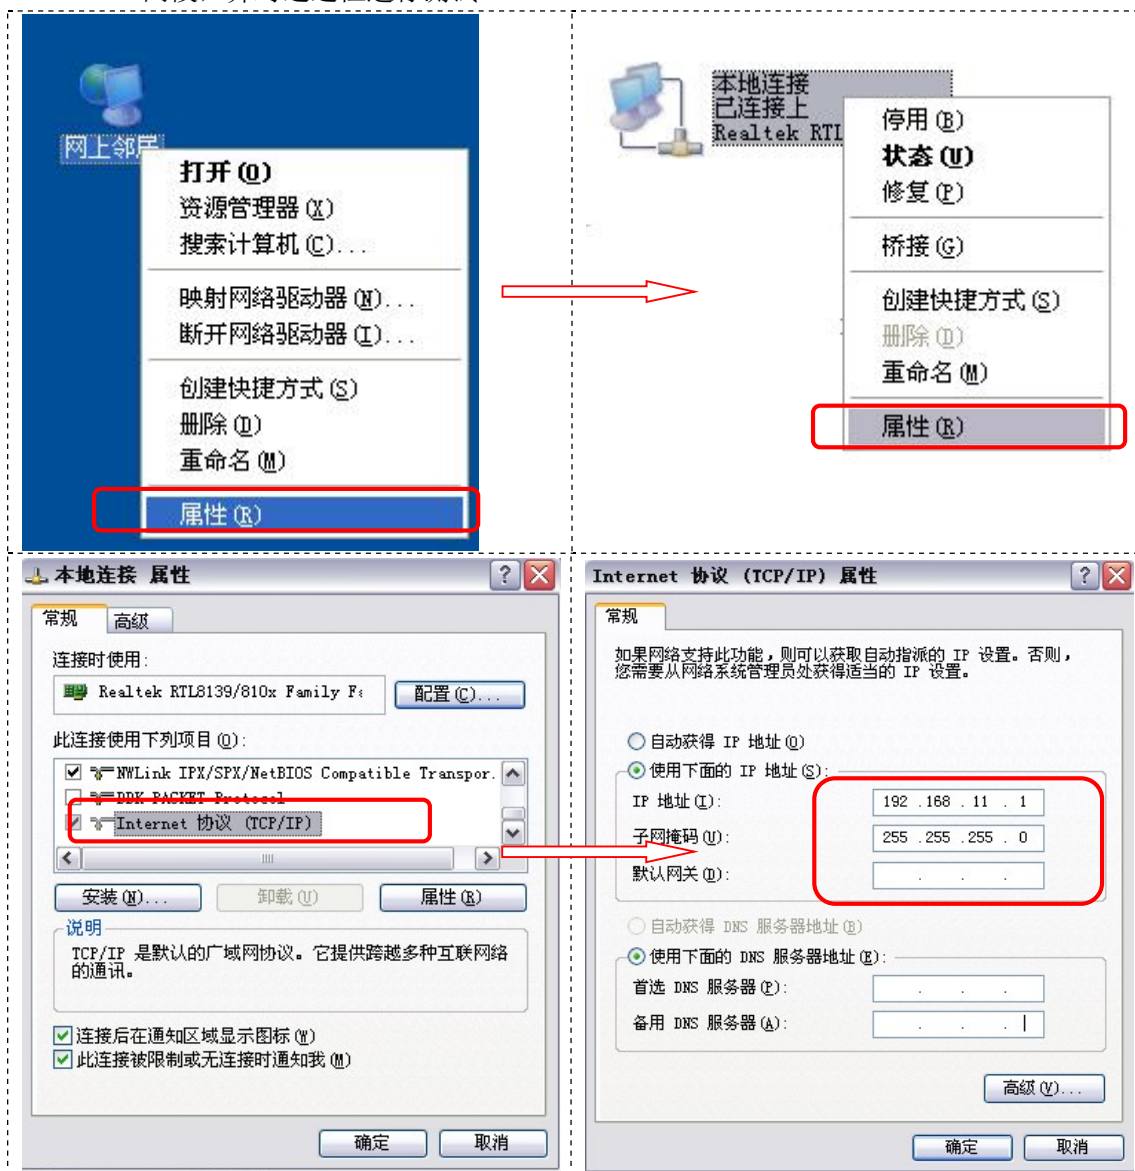 网上邻居
打开(O)
资源管理器(X)
搜索计算机(C)...
映射网络驱动器(N)...
断开网络驱动器(I)...
创建快捷方式(S)
删除(D)
重命名(M)
属性(R)
本地连接
已连接上
Realtek RTL
停用(B)
状态(U)
修复(P)
桥接(G)
创建快捷方式(S)
删除(D)
重命名(M)
属性(R)
本地连接 属性
常规
高级
连接时使用:
Realtek RTL8139/810x Family Fa
配置(C)...
此连接使用下列项目(O):
NWLink IPX/SPX/NetBIOS Compatible Transpor.
DDK PACKET Protocol
Internet 协议 (TCP/IP)
安装(N)...
卸载(U)
属性(R)
说明
TCP/IP 是默认的广域网协议。它提供跨越多种互联网络
的通讯。
连接后在通知区域显示图标(W)
此连接被限制或无连接时通知我(M)
确定
取消
Internet 协议 (TCP/IP) 属性
常规
如果网络支持此功能，则可以获取自动指派的 IP 设置。否则，
您需要从网络系统管理员处获得适当的 IP 设置。
自动获得 IP 地址(O)
使用下面的 IP 地址(S):
IP 地址(I): 192 .168 . 11 . 1
子网掩码(U): 255 .255 .255 . 0
默认网关(D): . . .
自动获得 DNS 服务器地址(B)
使用下面的 DNS 服务器地址(E):
首选 DNS 服务器(P): . . .
备用 DNS 服务器(A): . . .
高级(V)...
确定
取消